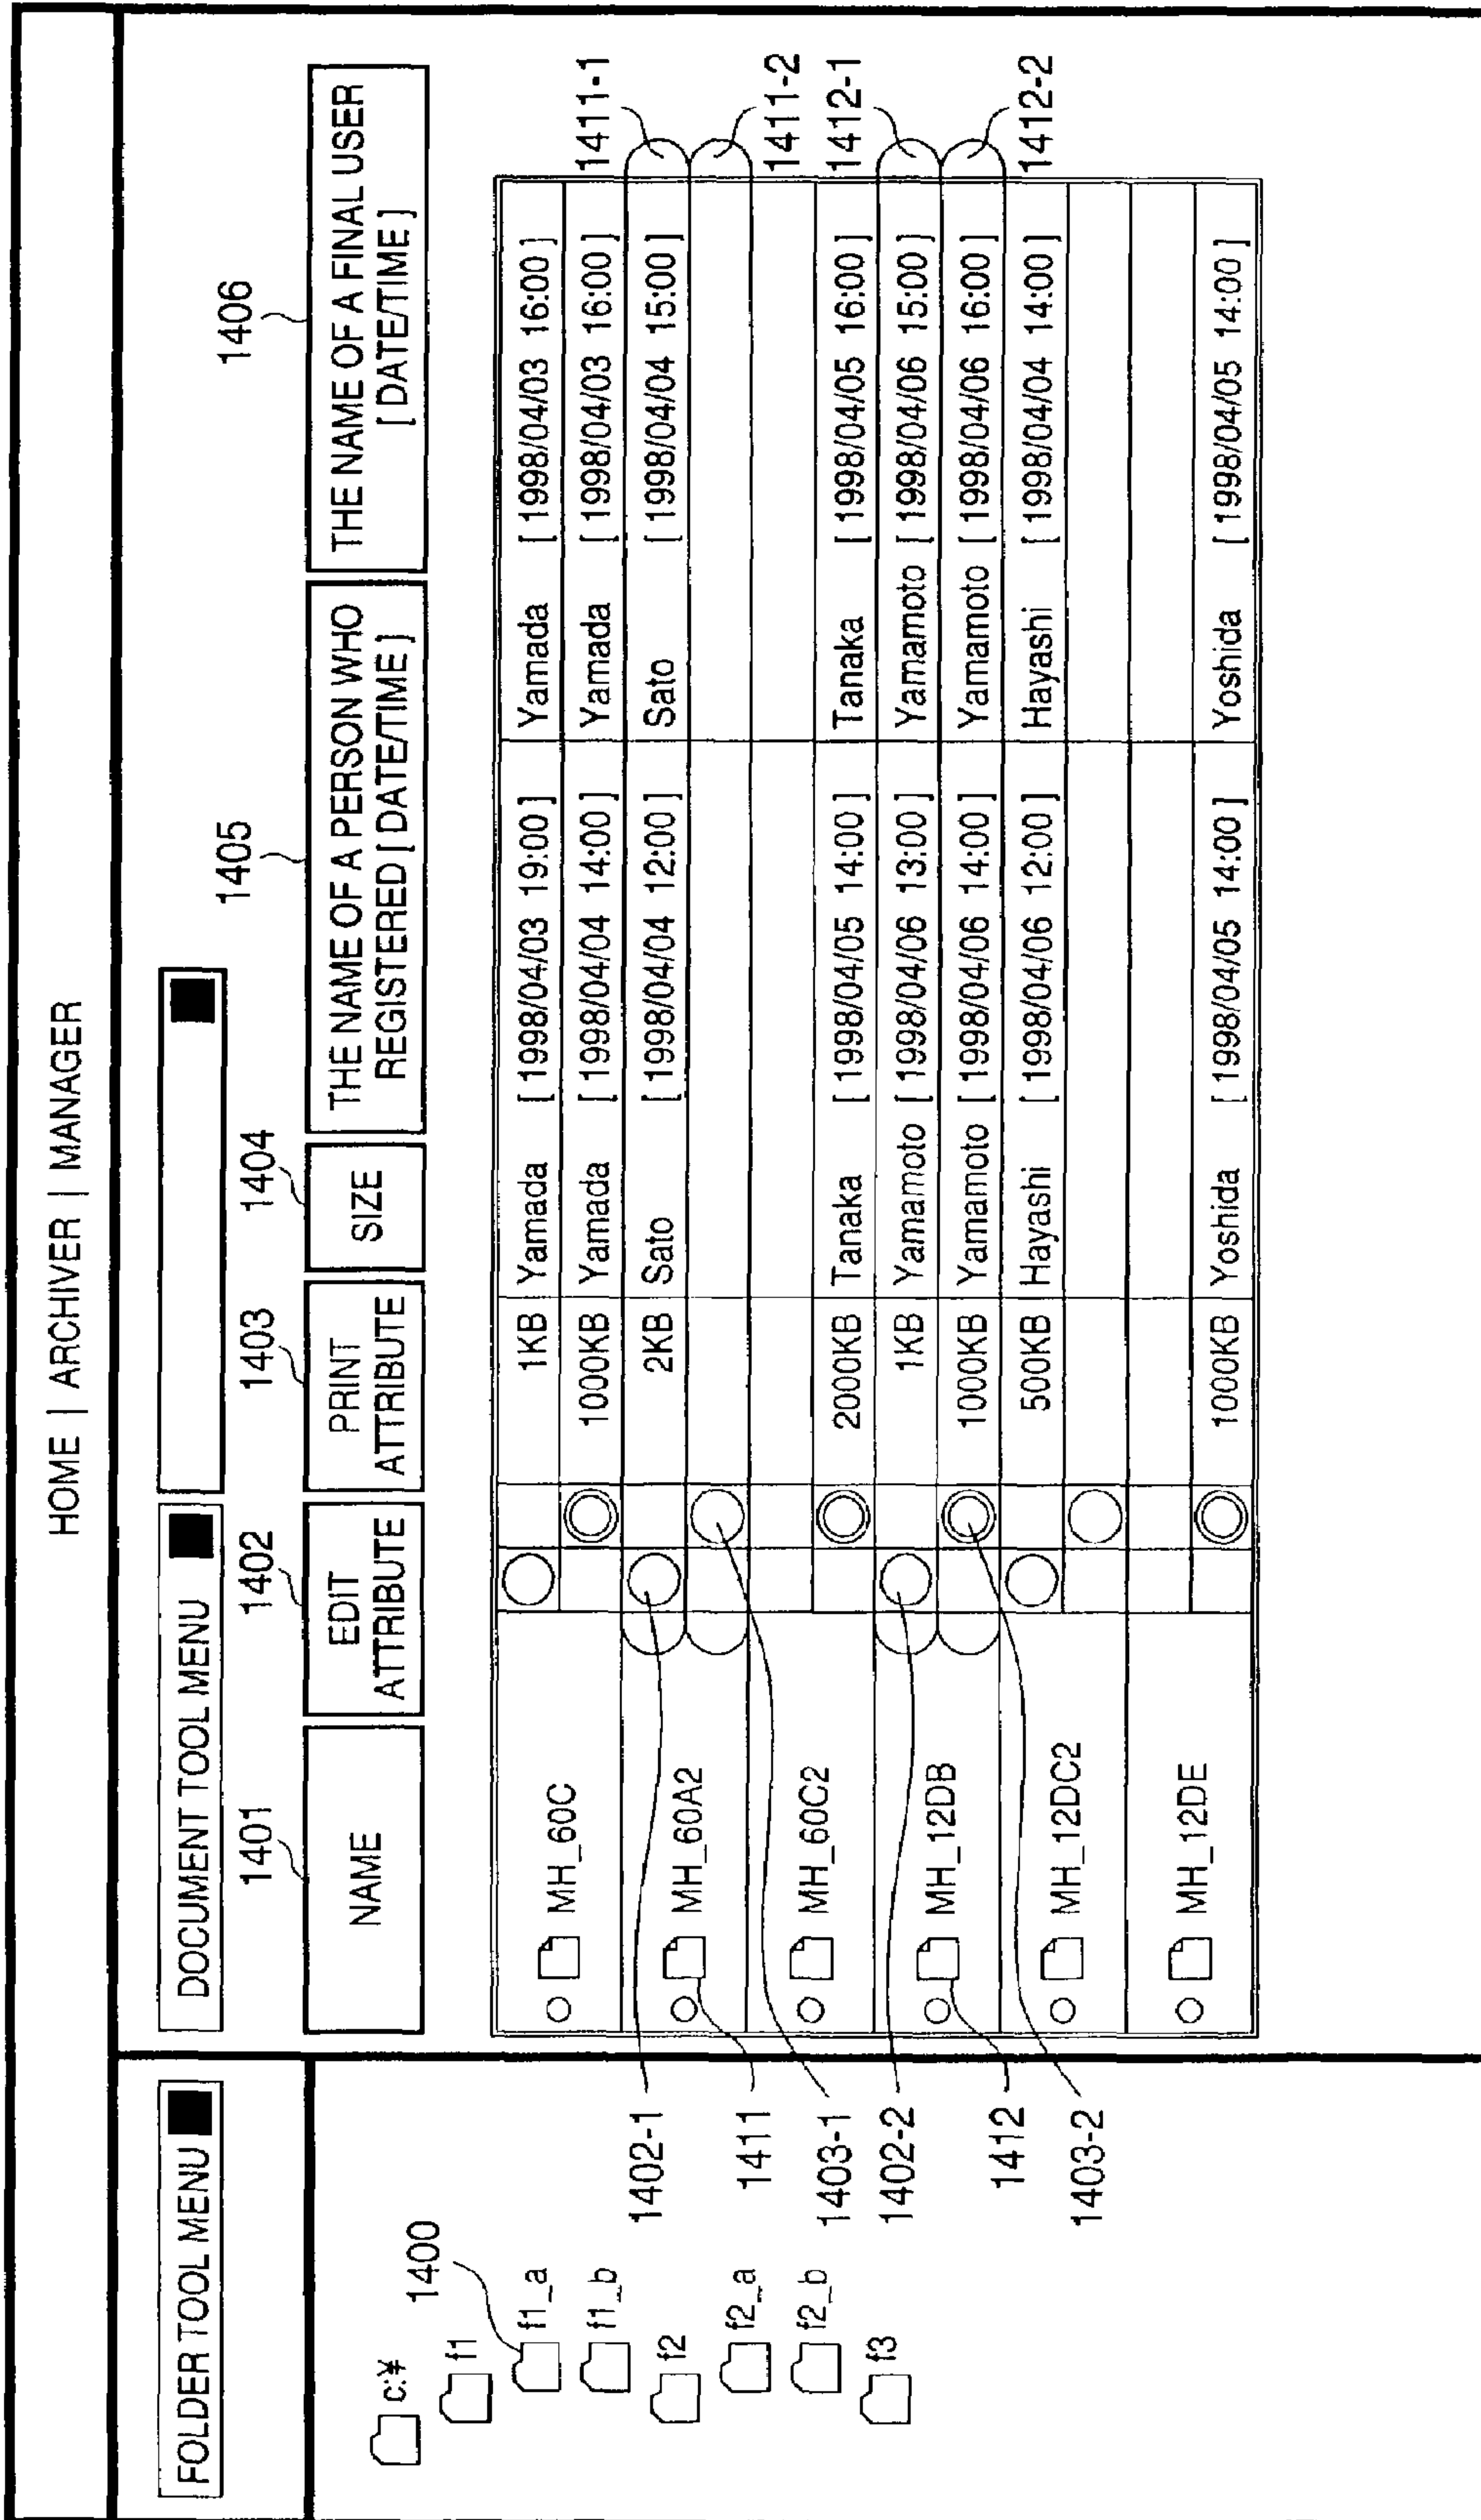 HOME | ARCHIVER | MANAGER
FOLDER TOOL MENU
DOCUMENT TOOL MENU
1401
1402
1403
1404
1405
1406
NAME
EDIT
ATTRIBUTE
PRINT
ATTRIBUTE
SIZE
THE NAME OF A PERSON WHO
REGISTERED [ DATE/TIME ]
THE NAME OF A FINAL USER
[ DATE/TIME ]
c:¥
1400
f1
f1_a
f1_b
f2
f2_a
f2_b
f3
MH_60C
1KB Yamada [ 1998/04/03 19:00 ] Yamada [ 1998/04/03 16:00 ]
1000KB Yamada [ 1998/04/04 14:00 ] Yamada [ 1998/04/03 16:00 ]
1411-1
1402-1
MH_60A2
2KB Sato [ 1998/04/04 12:00 ] Sato [ 1998/04/04 15:00 ]
1411
1411-2
1403-1
MH_60C2
2000KB Tanaka [ 1998/04/05 14:00 ] Tanaka [ 1998/04/05 16:00 ]
1412-1
1402-2
MH_12DB
1KB Yamamoto [ 1998/04/06 13:00 ] Yamamoto [ 1998/04/06 15:00 ]
1000KB Yamamoto [ 1998/04/06 14:00 ] Yamamoto [ 1998/04/06 16:00 ]
1412
1412-2
1403-2
MH_12DC2
500KB Hayashi [ 1998/04/06 12:00 ] Hayashi [ 1998/04/04 14:00 ]
MH_12DE
1000KB Yoshida [ 1998/04/05 14:00 ] Yoshida [ 1998/04/05 14:00 ]